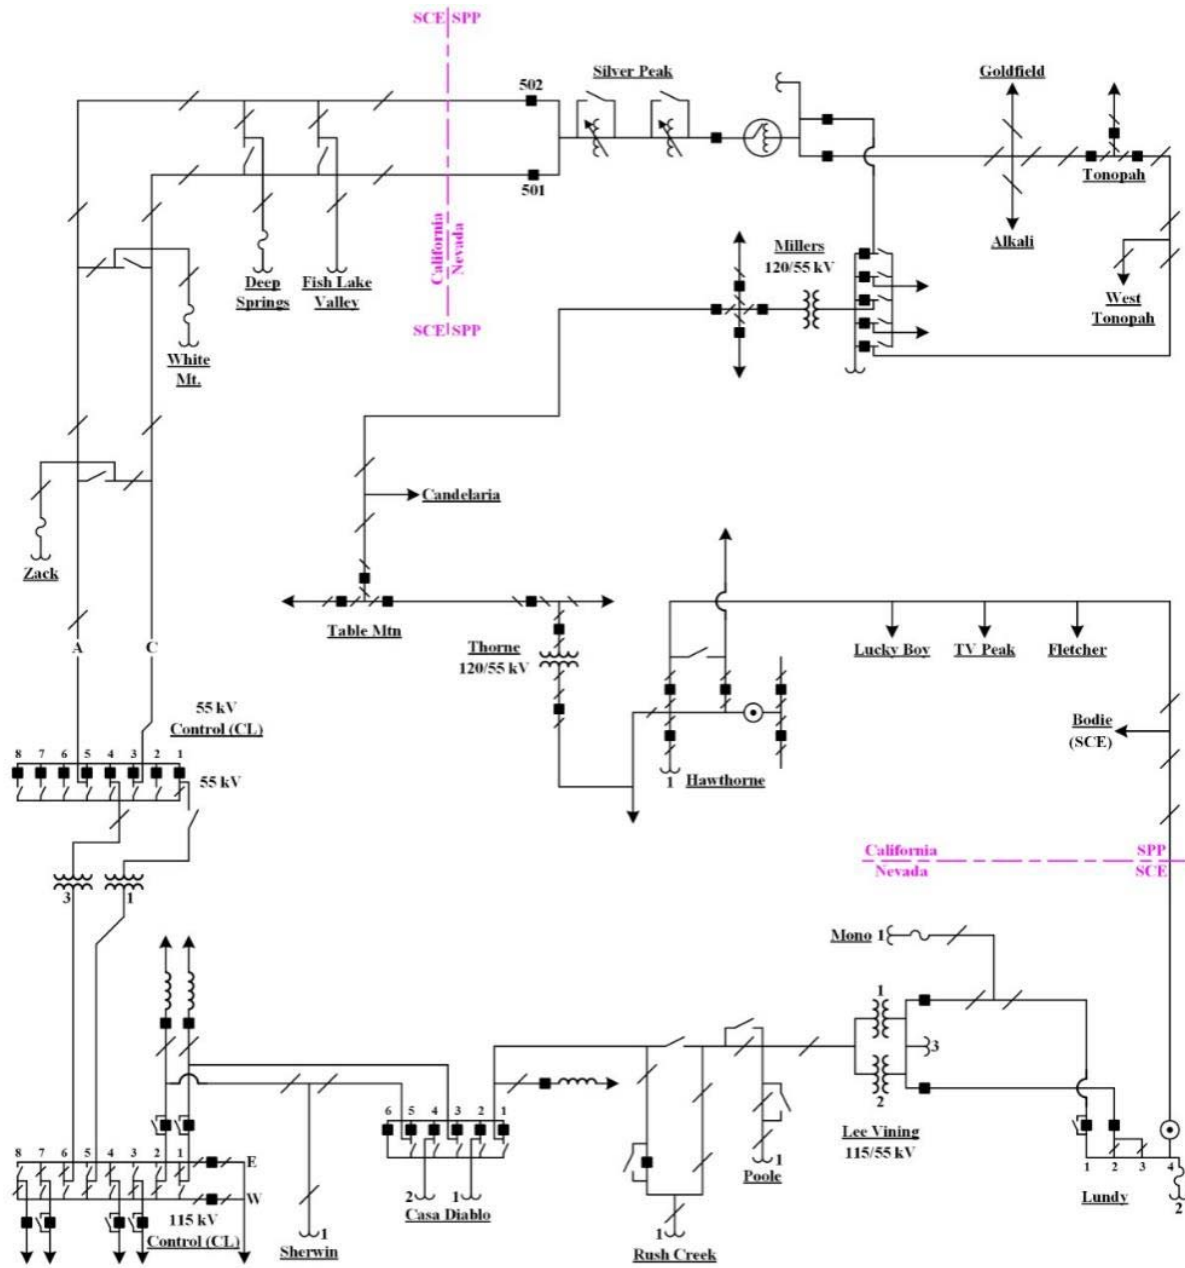 SCE SPP
502
Silver Peak
Goldfield
501
Tonopah
California
Nevada
Alkali
Millers
120/55 kV
Deep
Springs
Fish Lake
Valley
West
Tonopah
SCE SPP
White
Mt.
Candelaria
Zack
Table Mtn
Thorne
120/55 kV
Lucky Boy
TV Peak
Fletcher
A
C
55 kV
Control (CL)
Bodie
(SCE)
8 7 6 5 4 3 2 1
55 kV
1
Hawthorne
California
Nevada
SPP
SCE
3
1
Mono 1
1
3
2
Lee Vining
115/55 kV
6 5 4 3 2 1
8 7 6 5 4 3 2 1
E
W
1
Poole
1 2 3 4
Lundy
2
2
1
Casa Diablo
115 kV
Control (CL)
1
Sherwin
1
Rush Creek